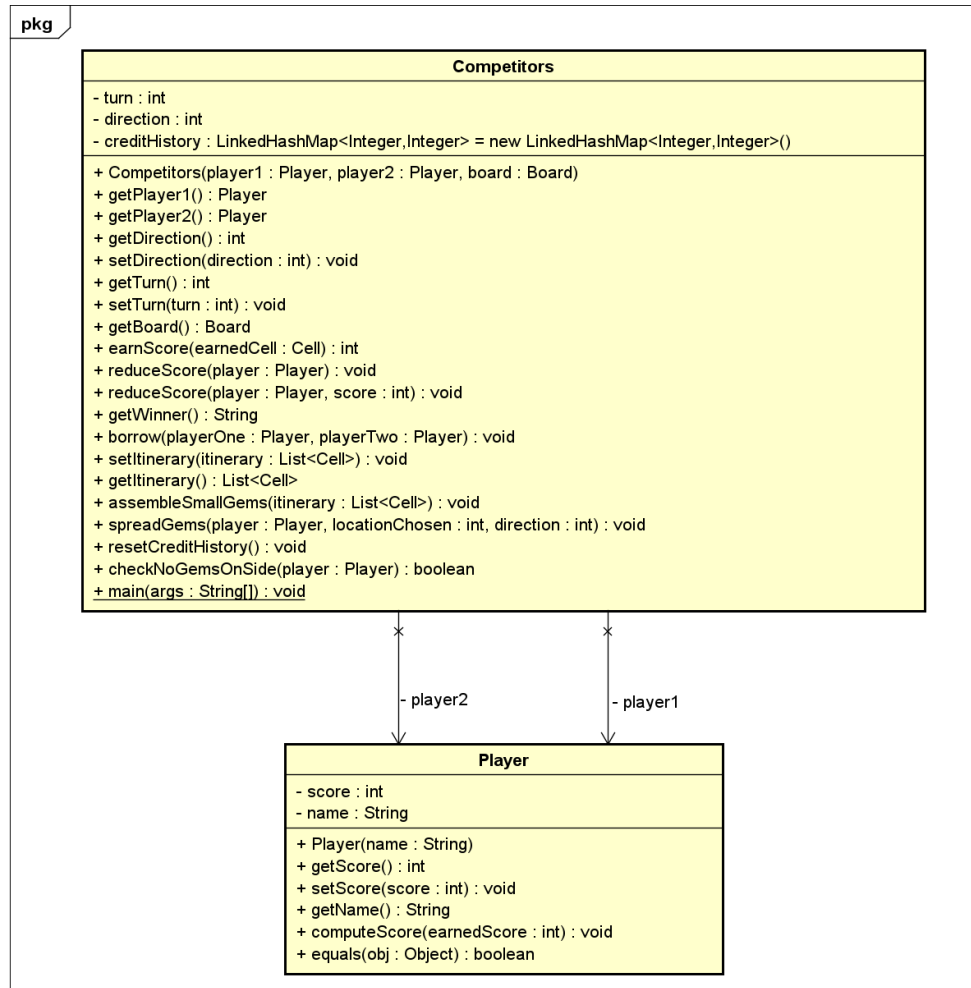 pkg
Competitors
- turn : int
- direction : int
- creditHistory : LinkedHashMap<Integer,Integer> = new LinkedHashMap<Integer,Integer>()
+ Competitors(player1 : Player, player2 : Player, board : Board)
+ getPlayer1() : Player
+ getPlayer2() : Player
+ getDirection() : int
+ setDirection(direction : int) : void
+ getTurn() : int
+ setTurn(turn : int) : void
+ getBoard() : Board
+ earnScore(earnedCell : Cell) : int
+ reduceScore(player : Player) : void
+ reduceScore(player : Player, score : int) : void
+ getWinner() : String
+ borrow(playerOne : Player, playerTwo : Player) : void
+ setItinerary(itinerary : List<Cell>) : void
+ getItinerary() : List<Cell>
+ assembleSmallGems(itinerary : List<Cell>) : void
+ spreadGems(player : Player, locationChosen : int, direction : int) : void
+ resetCreditHistory() : void
+ checkNoGemsOnSide(player : Player) : boolean
+ main(args : String[]) : void
- player2
- player1
Player
- score : int
- name : String
+ Player(name : String)
+ getScore() : int
+ setScore(score : int) : void
+ getName() : String
+ computeScore(earnedScore : int) : void
+ equals(obj : Object) : boolean